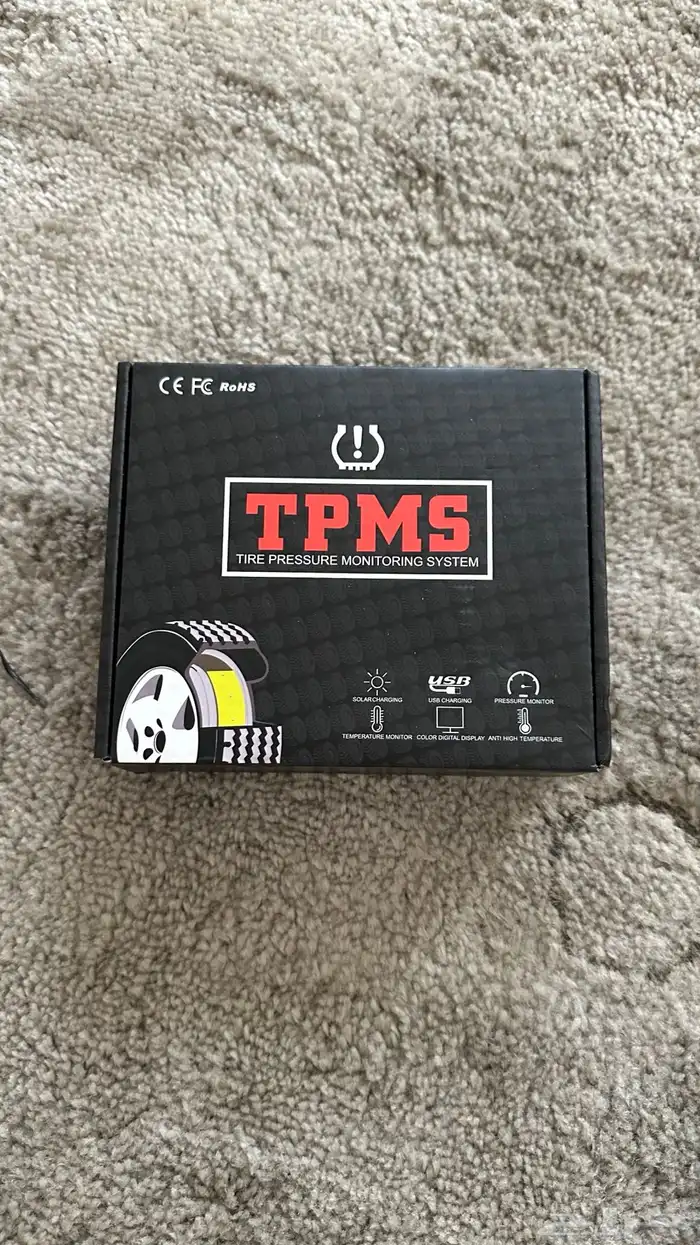 CE FC RoHS
TPMS
TIRE PRESSURE MONITORING SYSTEM
USB
SOLAR CHARGING USB CHARGING PRESSURE MONITOR
TEMPERATURE MONITOR COLOR DIGITAL DISPLAY ANTI HIGH TEMPERATURE